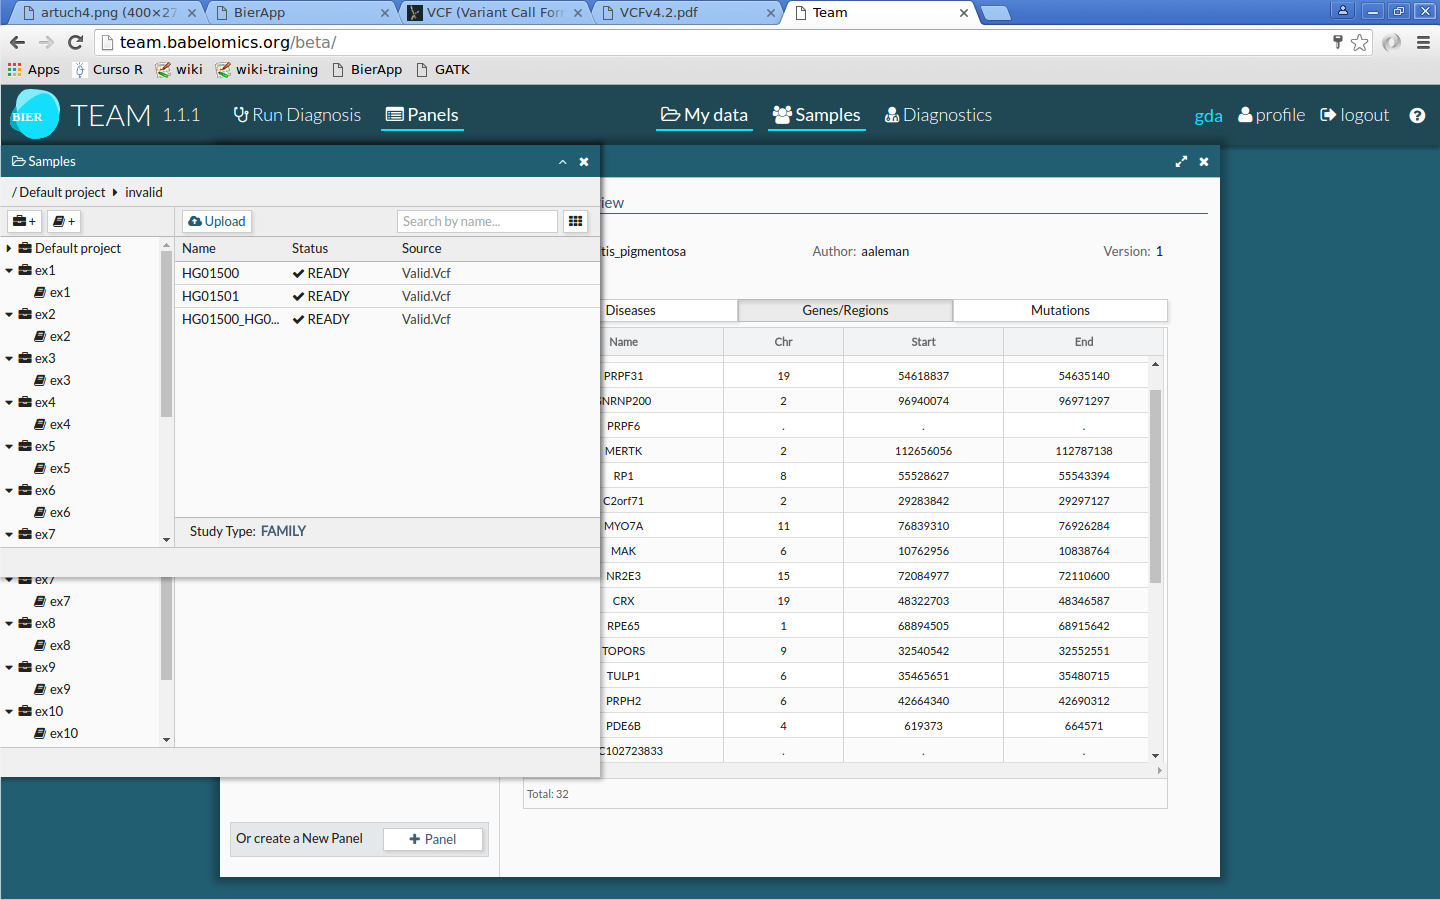 artuch4.png (400×27
BierApp
VCF (Variant Call For
VCFv4.2.pdf
Team
team.babelomics.org/beta/
Apps
Curso R
wiki
wiki-training
BierApp
GATK
BIER
TEAM 1.1.1
Run Diagnosis
Panels
My data
Samples
Diagnostics
gda
profile
logout
Samples
/ Default project
invalid
Upload
Search by name...
Name Status Source
HG01500 READY Valid.Vcf
HG01501 READY Valid.Vcf
HG01500_HG0... READY Valid.Vcf
Study Type: FAMILY
Default project
ex1
ex1
ex2
ex2
ex3
ex3
ex4
ex4
ex5
ex5
ex6
ex6
ex7
ex7
ex7
ex8
ex8
ex9
ex9
ex10
ex10
iew
tis_pigmentosa
Author: aaleman
Version: 1
Diseases
Genes/Regions
Mutations
Name Chr Start End
PRPF31 19 54618837 54635140
NRNP200 2 96940074 96971297
PRPF6 . . .
MERTK 2 112656056 112787138
RP1 8 55528627 55543394
C2orf71 2 29283842 29297127
MYO7A 11 76839310 76926284
MAK 6 10762956 10838764
NR2E3 15 72084977 72110600
CRX 19 48322703 48346587
RPE65 1 68894505 68915642
TOPORS 9 32540542 32552551
TULP1 6 35465651 35480715
PRPH2 6 42664340 42690312
PDE6B 4 619373 664571
C102723833 . . .
Total: 32
Or create a New Panel
Panel